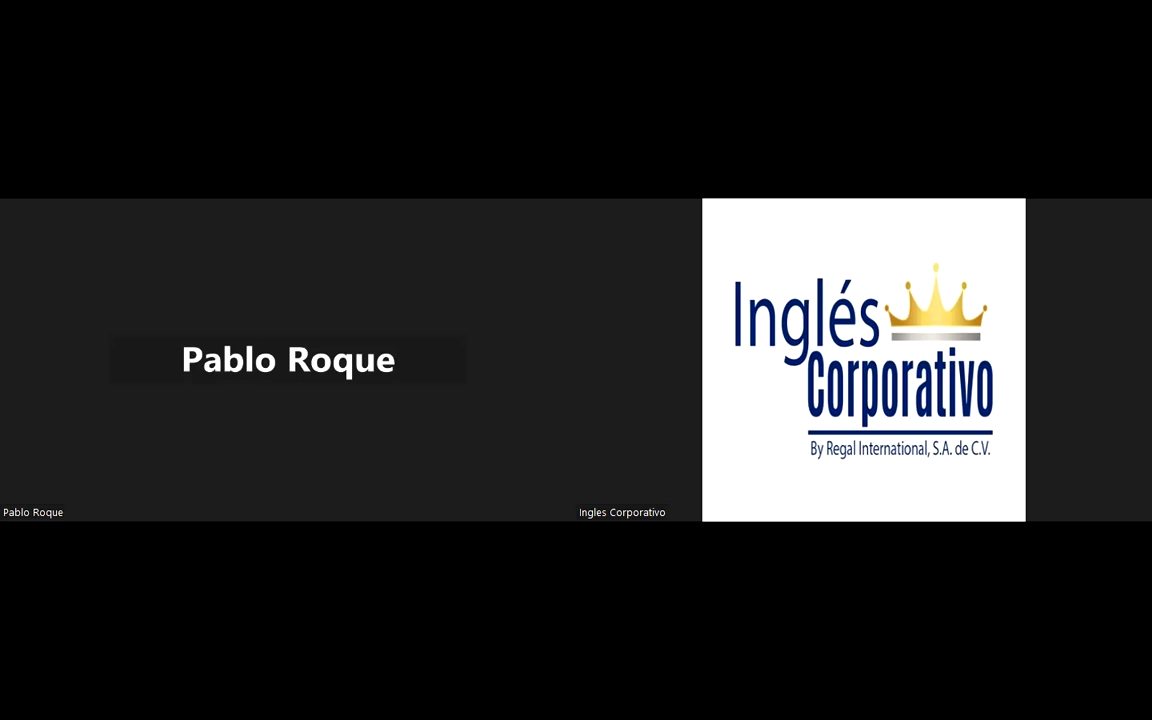 Pablo Roque
Inglés
Corporativo
By Regal International, S.A. de C.V.
Pablo Roque
Ingles Corporativo